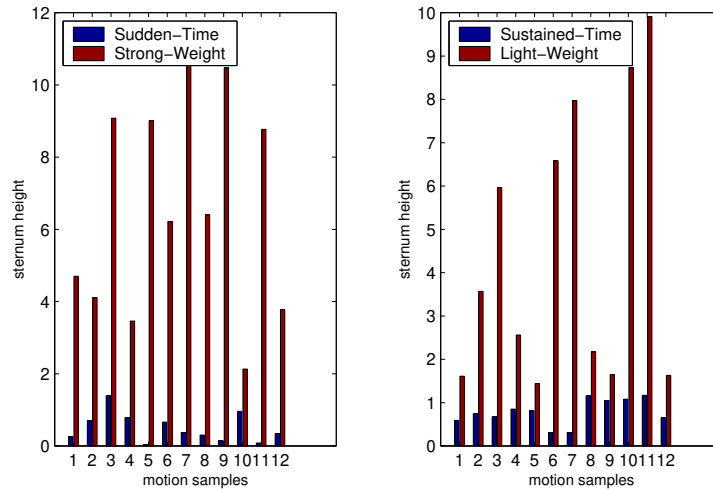 12
10
8
6
4
2
0
sternum height
Sudden−Time
Strong−Weight
1 2 3 4 5 6 7 8 9 10 11 12
motion samples
10
9
8
7
6
5
4
3
2
1
0
sternum height
Sustained−Time
Light−Weight
1 2 3 4 5 6 7 8 9 10 11 12
motion samples